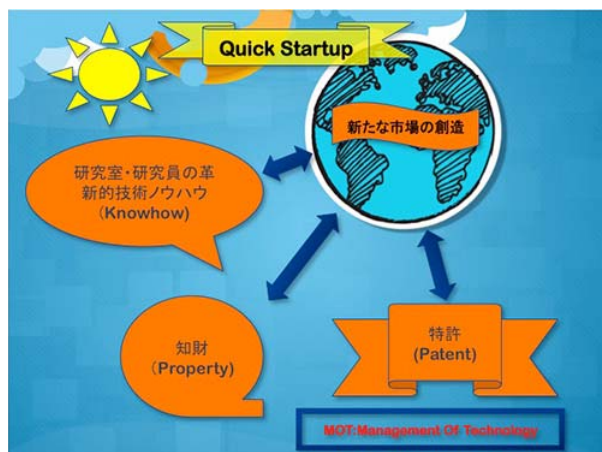 Quick Startup
新たな市場の創造
研究室・研究員の革
新的技術ノウハウ
(Knowhow)
知財
(Property)
特許
(Patent)
MOT:Management Of Technology